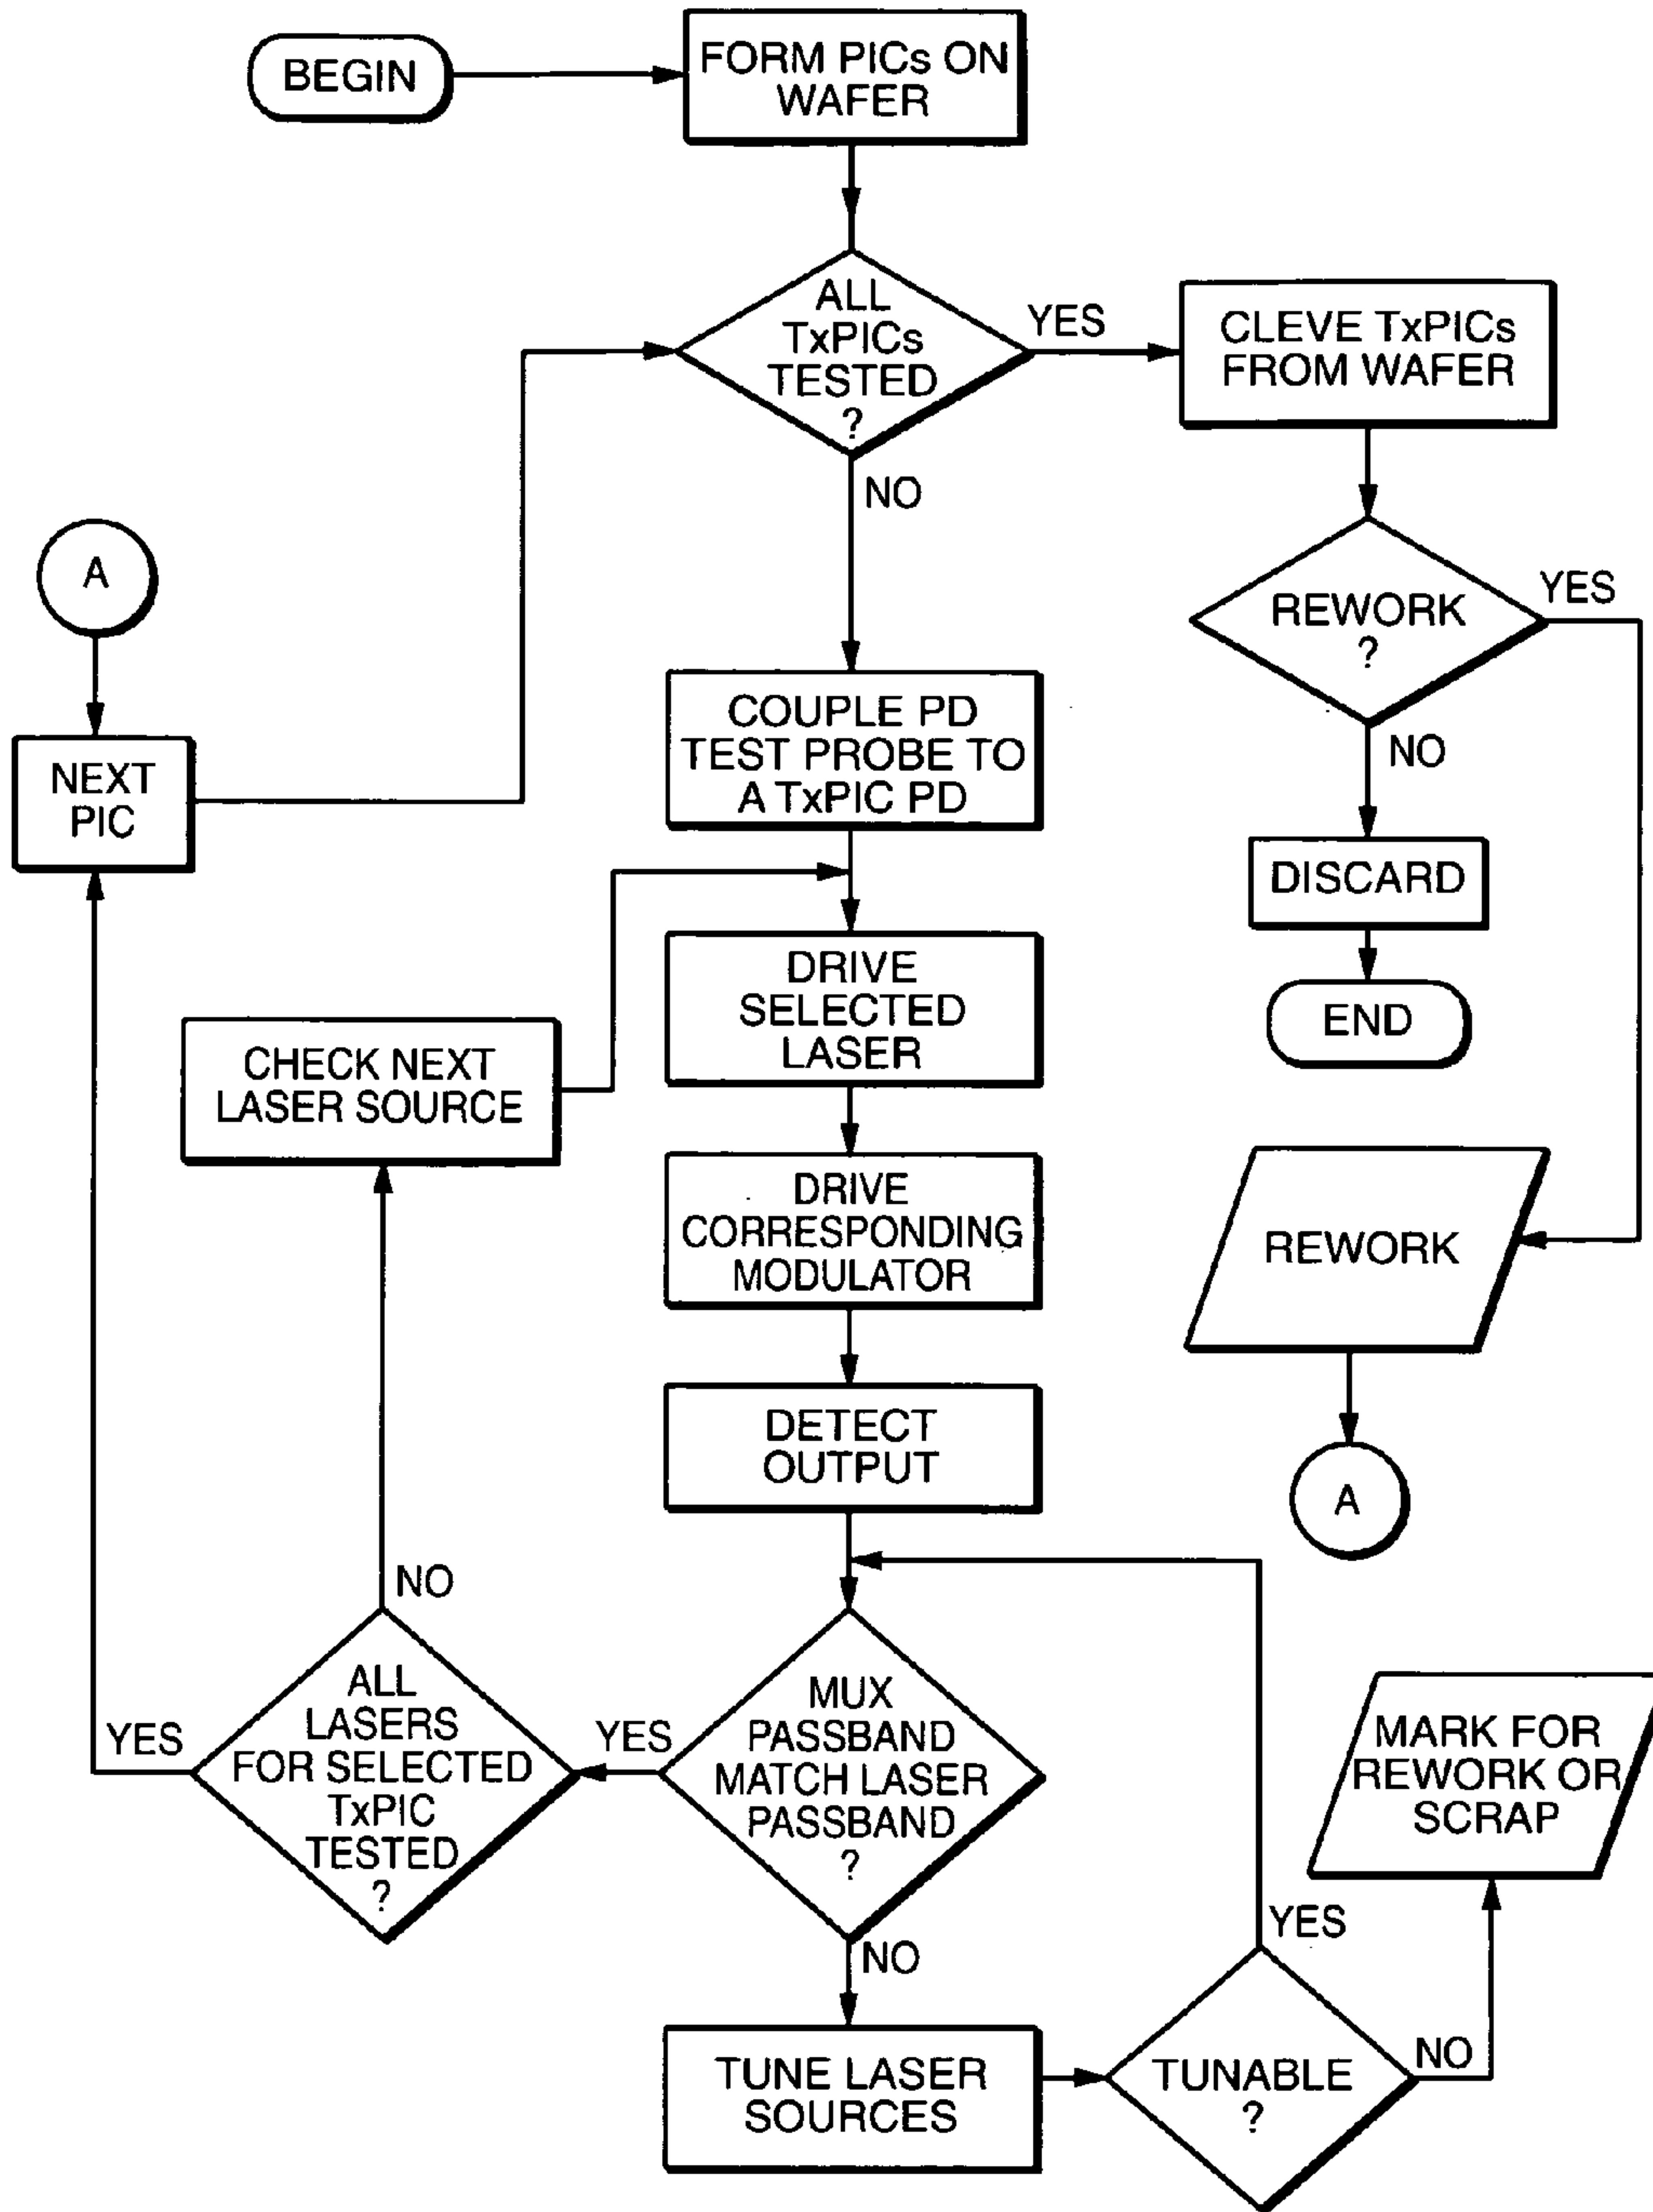 BEGIN
FORM PICs ON
WAFER
ALL
TxPICs
TESTED
?
YES
CLEVE TxPICs
FROM WAFER
NO
A
REWORK
?
YES
NO
NEXT
PIC
COUPLE PD
TEST PROBE TO
A TxPIC PD
DISCARD
DRIVE
SELECTED
LASER
END
CHECK NEXT
LASER SOURCE
DRIVE
CORRESPONDING
MODULATOR
REWORK
DETECT
OUTPUT
A
NO
ALL
LASERS
FOR SELECTED
TxPIC
TESTED
?
YES
YES
MUX
PASSBAND
MATCH LASER
PASSBAND
?
MARK FOR
REWORK OR
SCRAP
NO
YES
TUNE LASER
SOURCES
TUNABLE
?
NO